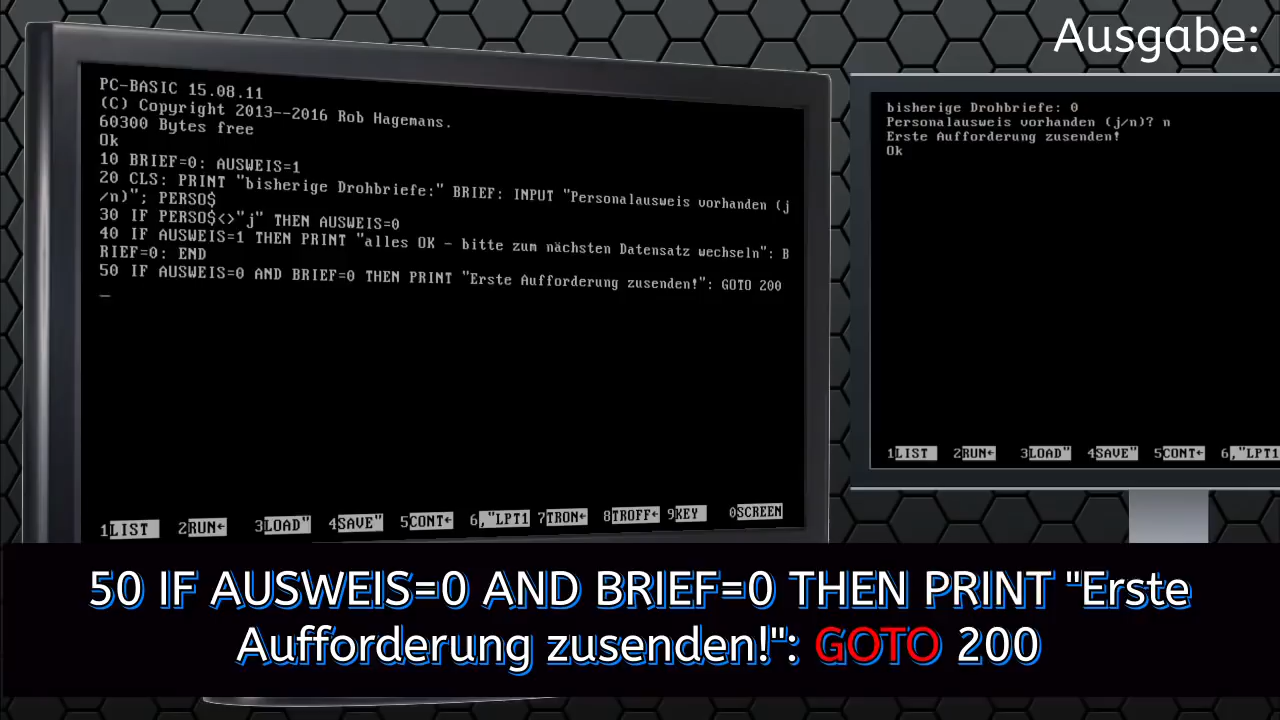 Ausgabe:
PC-BASIC 15.08.11
(C) Copyright 2013--2016 Rob Hagemans.
60300 Bytes free
Ok
10 BRIEF=0: AUSWEIS=1
20 CLS: PRINT "bisherige Drohbriefe:" BRIEF: INPUT "Personalausweis vorhanden (j
/n)"; PERSO$
30 IF PERSO$<>"j" THEN AUSWEIS=0
40 IF AUSWEIS=1 THEN PRINT "alles OK - bitte zum nächsten Datensatz wechseln": B
RIEF=0: END
50 IF AUSWEIS=0 AND BRIEF=0 THEN PRINT "Erste Aufforderung zusenden!": GOTO 200
_
1LIST 2RUN← 3LOAD" 4SAVE" 5CONT← 6,"LPT1 7TRON← 8TROFF← 9KEY 0SCREEN
bisherige Drohbriefe: 0
Personalausweis vorhanden (j/n)? n
Erste Aufforderung zusenden!
Ok
1LIST 2RUN← 3LOAD" 4SAVE" 5CONT← 6,"LPT1
50 IF AUSWEIS=0 AND BRIEF=0 THEN PRINT "Erste
Aufforderung zusenden!": GOTO 200